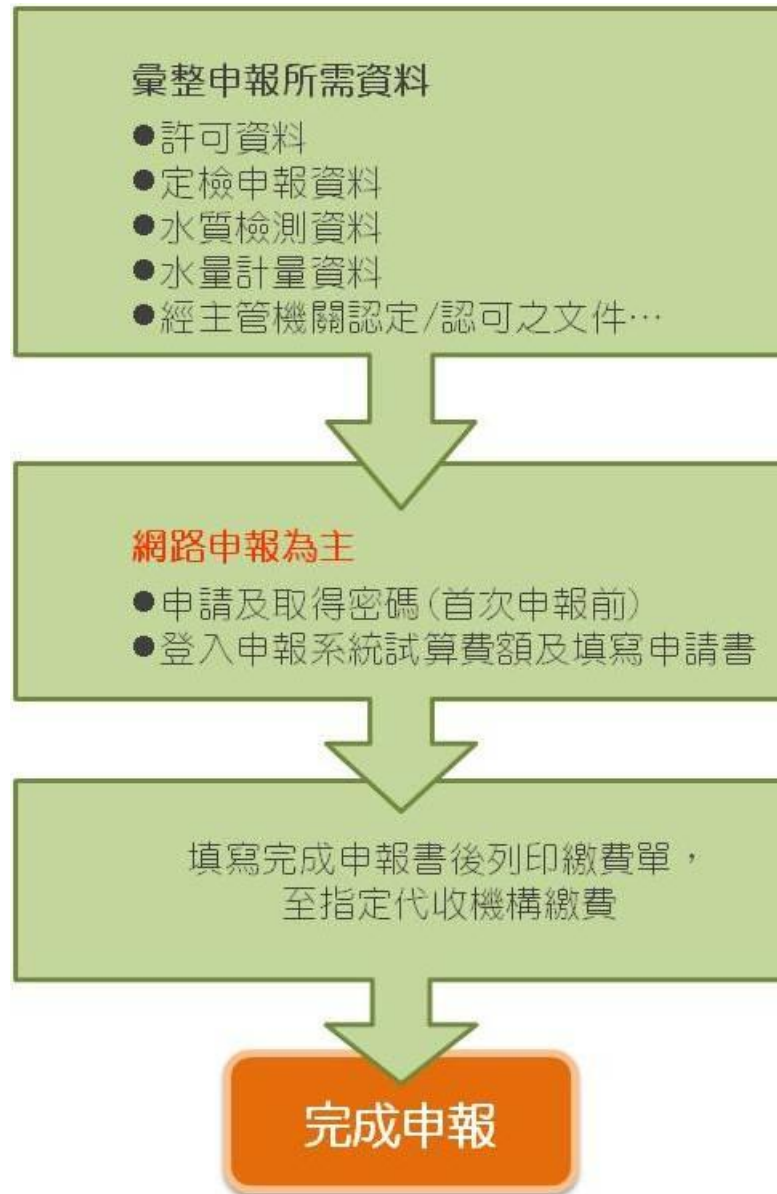 彙整申報所需資料
●許可資料
●定檢申報資料
●水質檢測資料
●水量計量資料
●經主管機關認定/認可之文件…
網路申報為主
●申請及取得密碼(首次申報前)
●登入申報系統試算費額及填寫申請書
填寫完成申報書後列印繳費單，
至指定代收機構繳費
完成申報